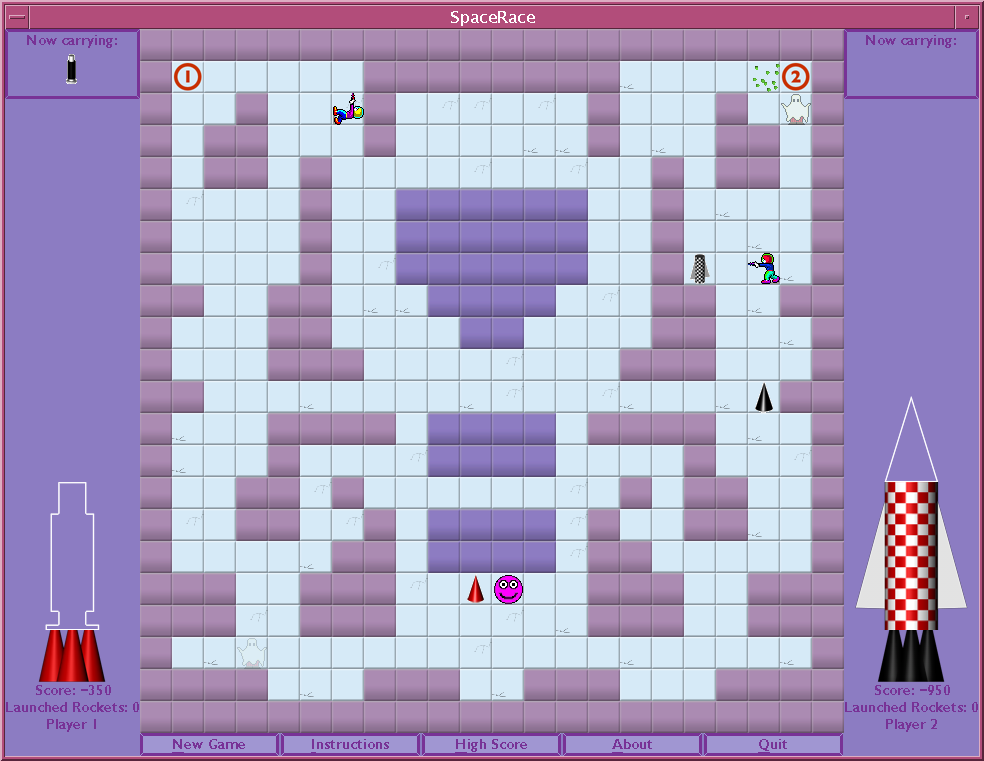 SpaceRace
Now carrying:
Now carrying:
1
2
Score: -350
Launched Rockets: 0
Player 1
Score: -950
Launched Rockets: 0
Player 2
New Game
Instructions
High Score
About
Quit